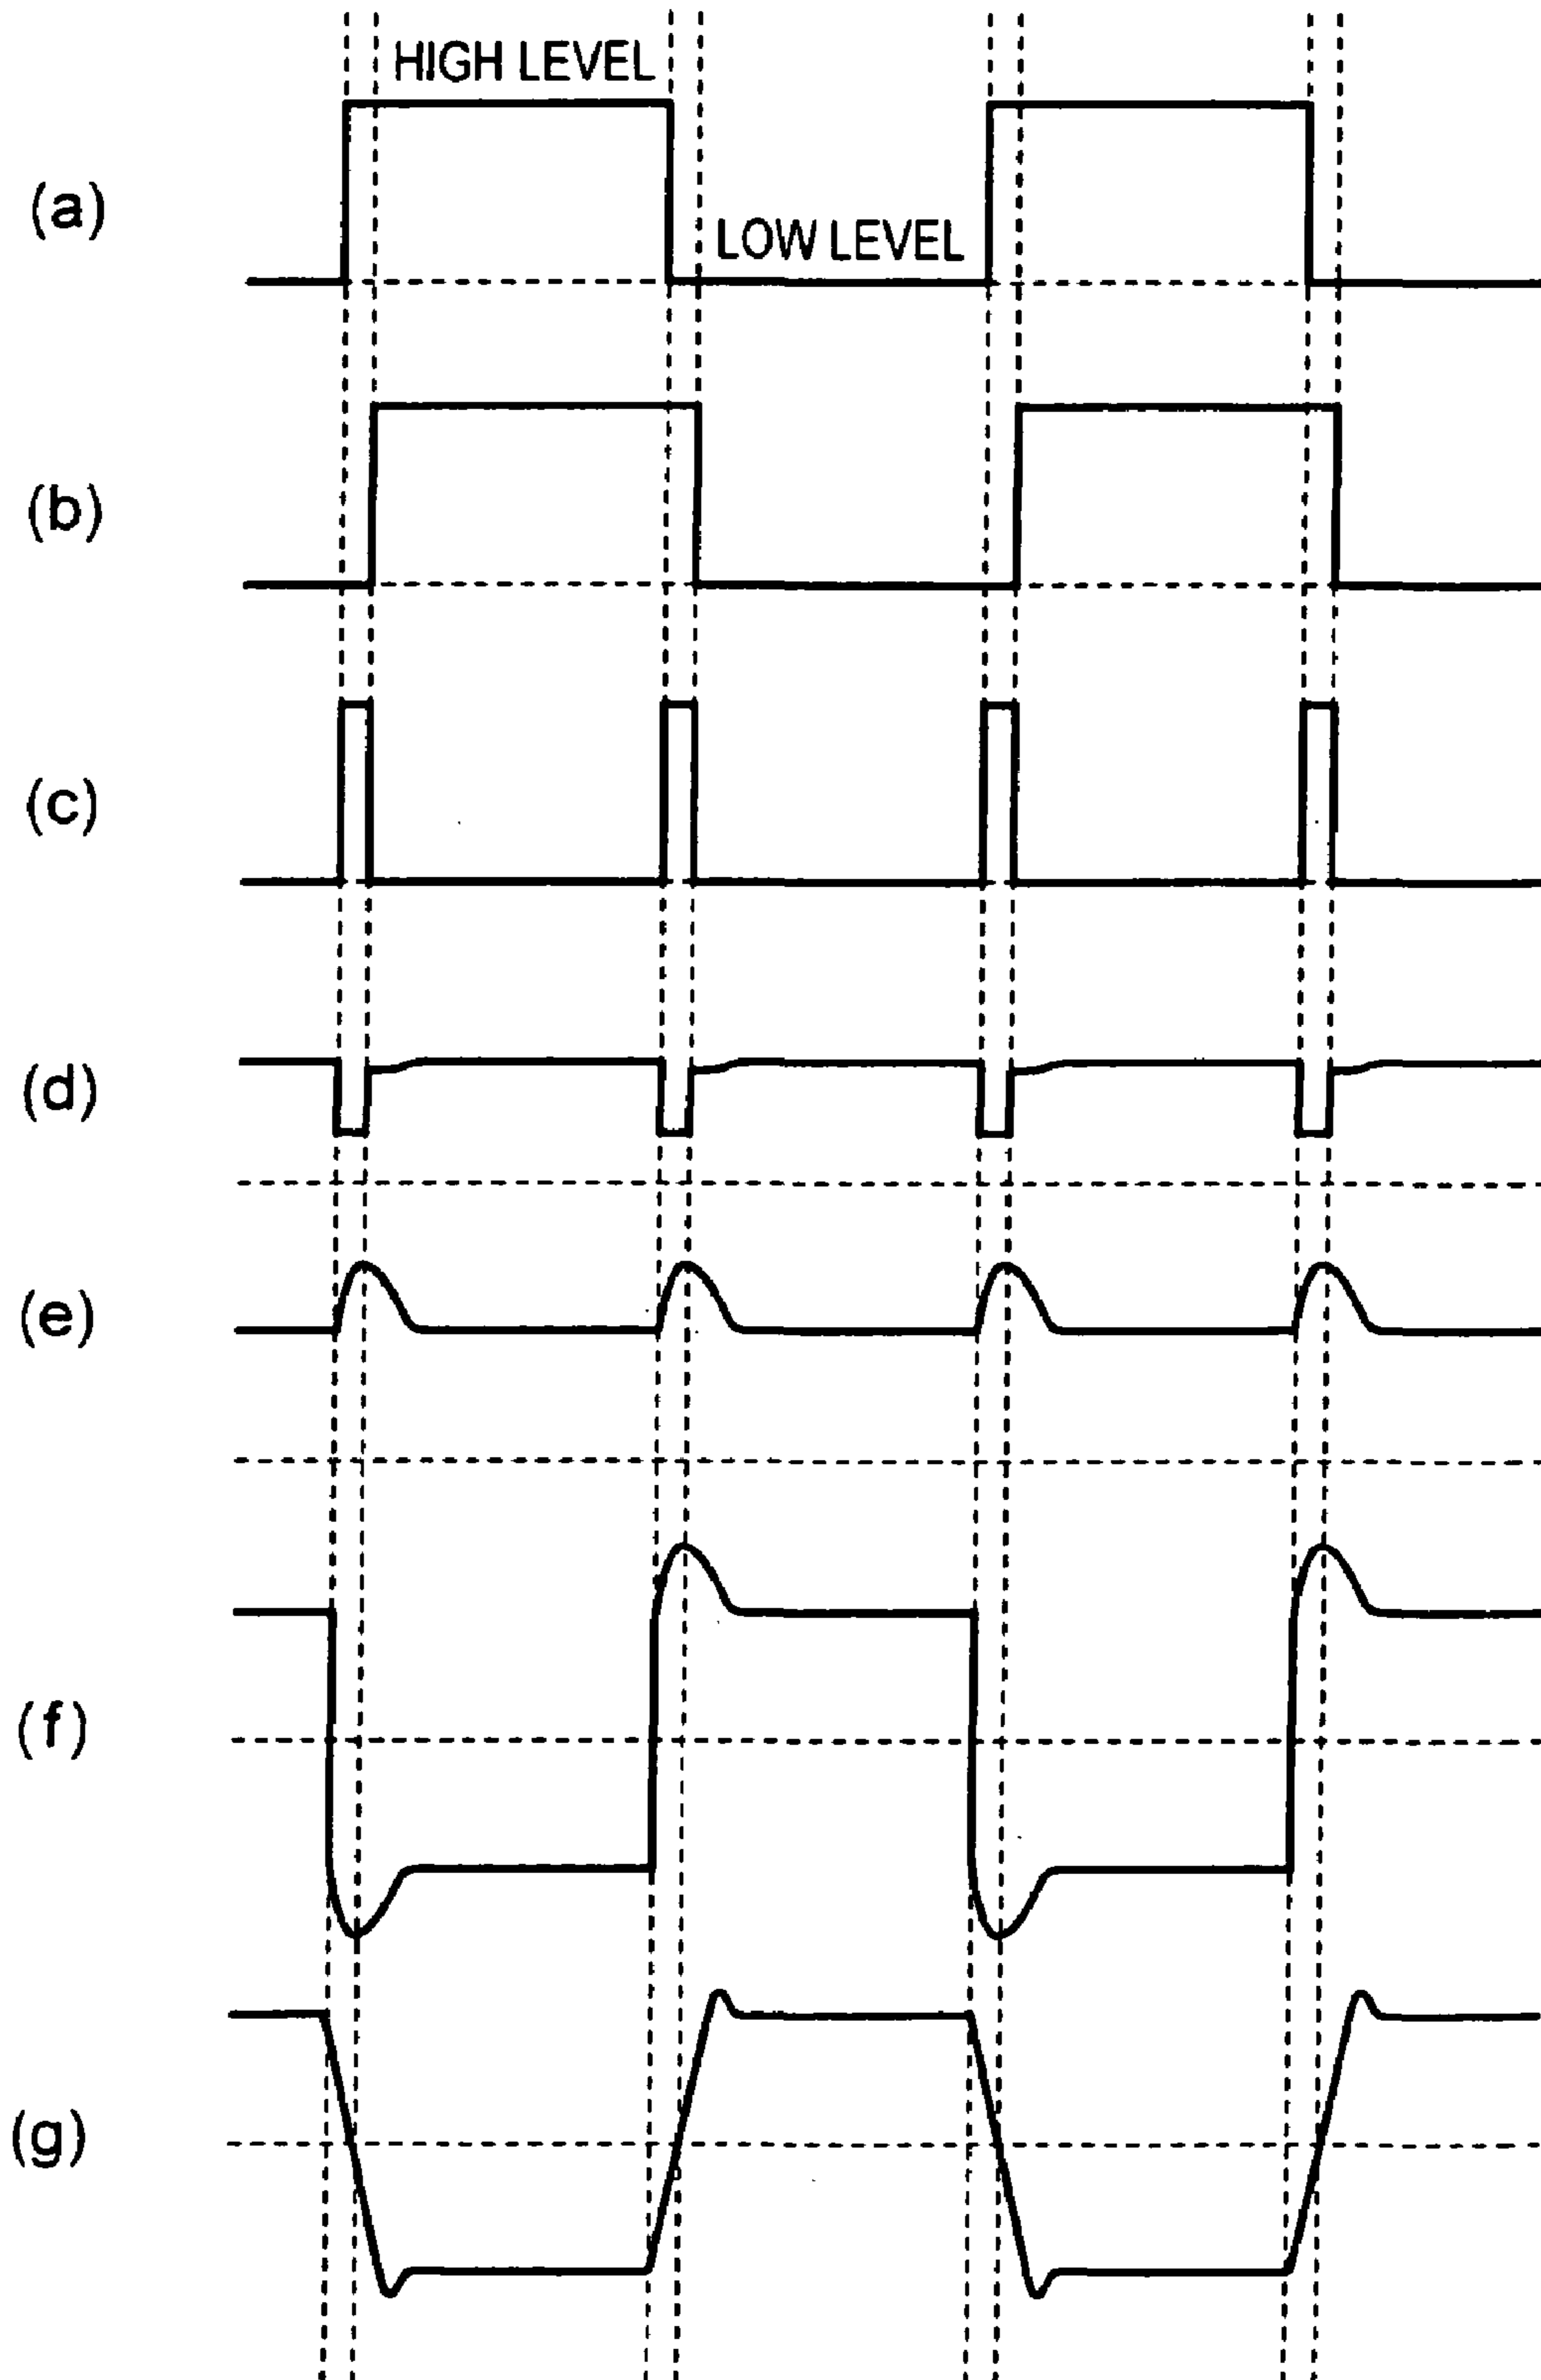 HIGH LEVEL
(a)
LOW LEVEL
(b)
(c)
(d)
(e)
(f)
(g)